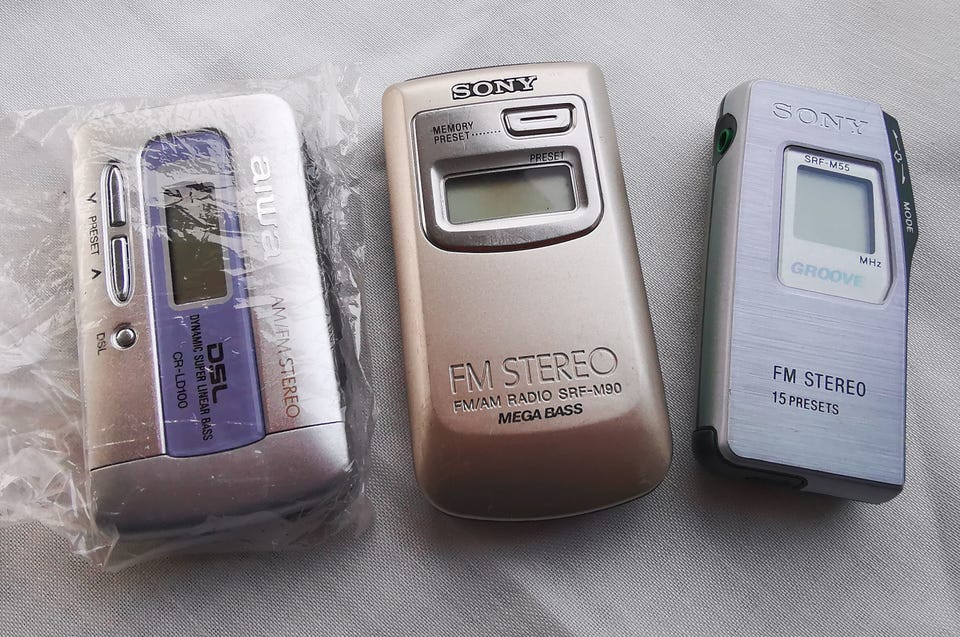 aiwa
AM/FM STEREO
PRESET
DSL
D.SL
DYNAMIC SUPER LINEAR BASS
CR-LD100
SONY
MEMORY
PRESET
PRESET
FM STEREO
FM/AM RADIO SRF-M90
MEGA BASS
SONY
SRF-M55
MHz
GROOVE
MODE
FM STEREO
15 PRESETS